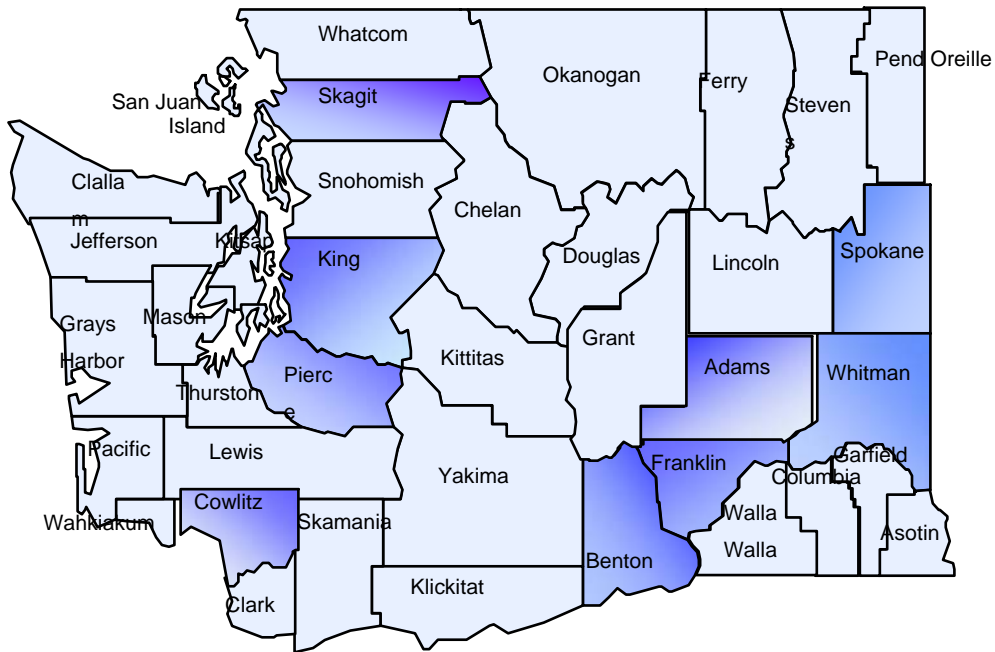 Whatcom
Pend Oreille
Okanogan
Ferry
Skagit
San Juan
Island
Steven
s
Clalla
m
Snohomish
Chelan
Jefferson
Kitsap
King
Douglas
Lincoln
Spokane
Grays
Harbor
Mason
Grant
Kittitas
Pierc
e
Thurston
Adams
Whitman
Pacific
Lewis
Yakima
Franklin
Garfield
Columbia
Cowlitz
Wahkiakum
Skamania
Walla
Walla
Asotin
Benton
Klickitat
Clark